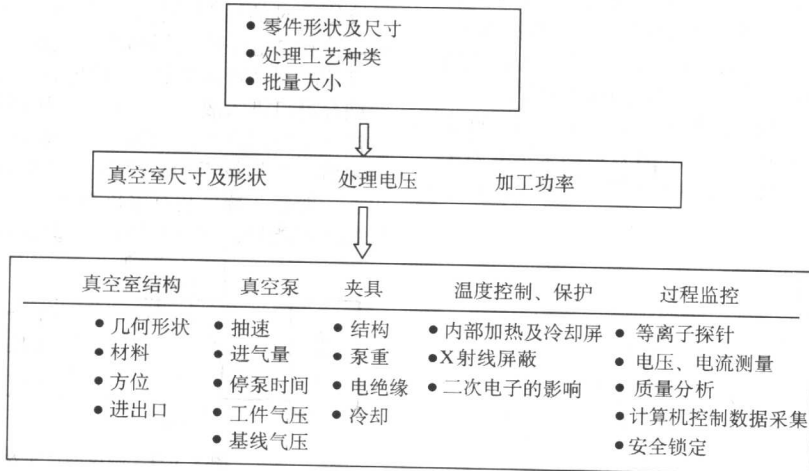 ● 零件形状及尺寸
● 处理工艺种类
● 批量大小
真空室尺寸及形状 处理电压 加工功率
真空室结构 真空泵 夹具 温度控制、保护 过程监控
● 几何形状 ● 抽速 ● 结构 ● 内部加热及冷却屏 ● 等离子探针
● 材料 ● 进气量 ● 泵重 ● X射线屏蔽 ● 电压、电流测量
● 方位 ● 停泵时间 ● 电绝缘 ● 二次电子的影响 ● 质量分析
● 进出口 ● 工件气压 ● 冷却 ● 计算机控制数据采集
● 基线气压 ● 安全锁定